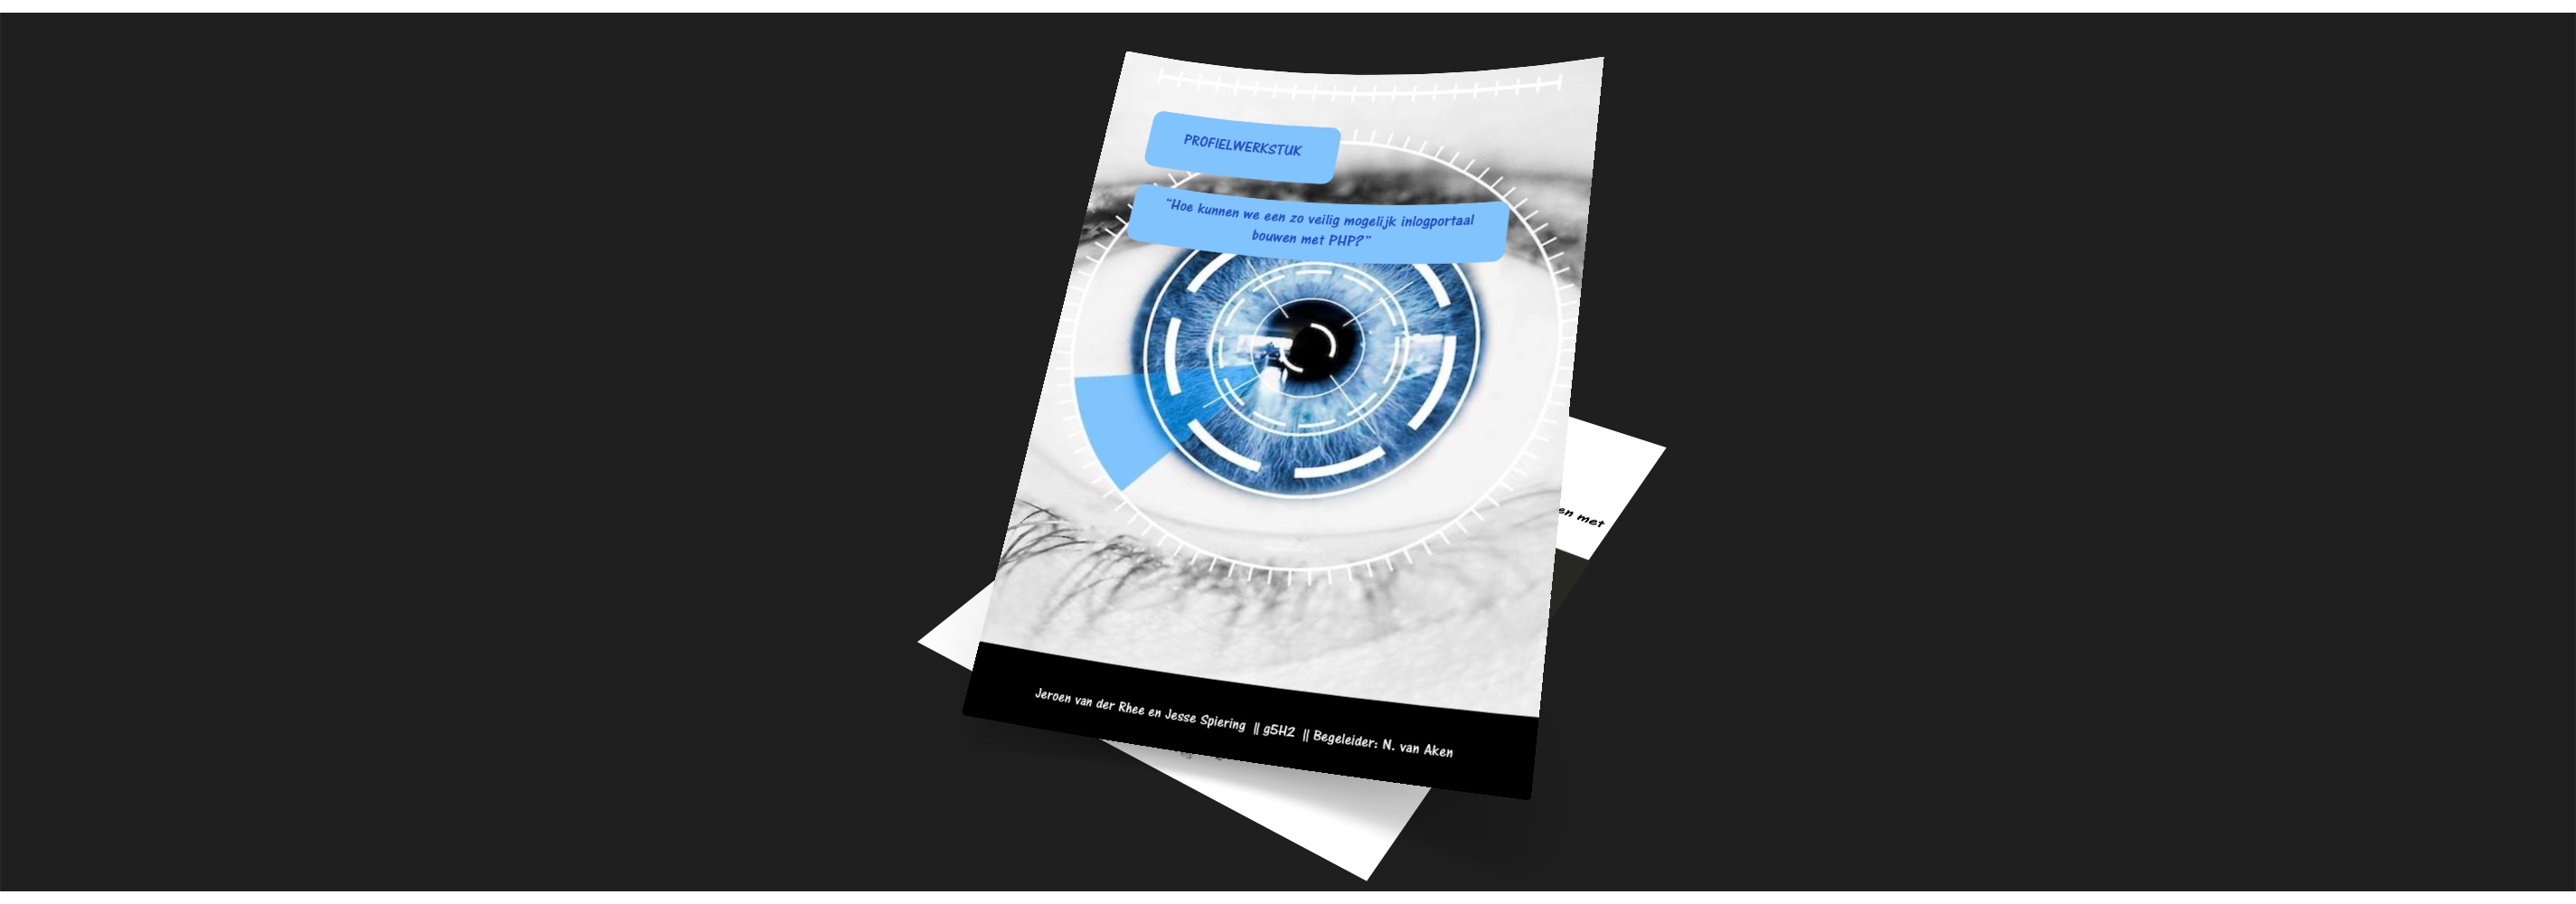 PROFIELWERKSTUK
“Hoe kunnen we een zo veilig mogelijk inlogportaal
bouwen met PHP?”
en met
Jeroen van der Rhee en Jesse Spiering || g5H2 || Begeleider: N. van Aken